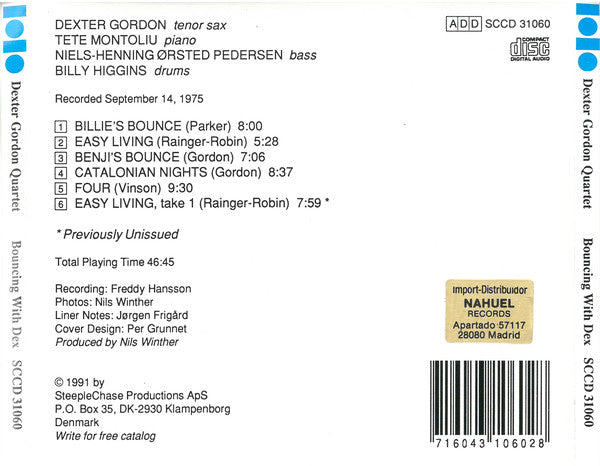 Dexter Gordon Quartet Bouncing With Dex SCCD 31060
DEXTER GORDON tenor sax
TETE MONTOLIU piano
NIELS-HENNING ØRSTED PEDERSEN bass
BILLY HIGGINS drums
ADD SCCD 31060
COMPACT
disc
DIGITAL AUDIO
Recorded September 14, 1975
1 BILLIE'S BOUNCE (Parker) 8:00
2 EASY LIVING (Rainger-Robin) 5:28
3 BENJI'S BOUNCE (Gordon) 7:06
4 CATALONIAN NIGHTS (Gordon) 8:37
5 FOUR (Vinson) 9:30
6 EASY LIVING, take 1 (Rainger-Robin) 7:59 *
* Previously Unissued
Total Playing Time 46:45
Recording: Freddy Hansson
Photos: Nils Winther
Liner Notes: Jørgen Frigård
Cover Design: Per Grunnet
Produced by Nils Winther
Import-Distribuidor
NAHUEL
RECORDS
Apartado 57117
28080 Madrid
© 1991 by
SteepleChase Productions ApS
P.O. Box 35, DK-2930 Klampenborg
Denmark
Write for free catalog
716043 106028
Dexter Gordon Quartet Bouncing With Dex SCCD 31060